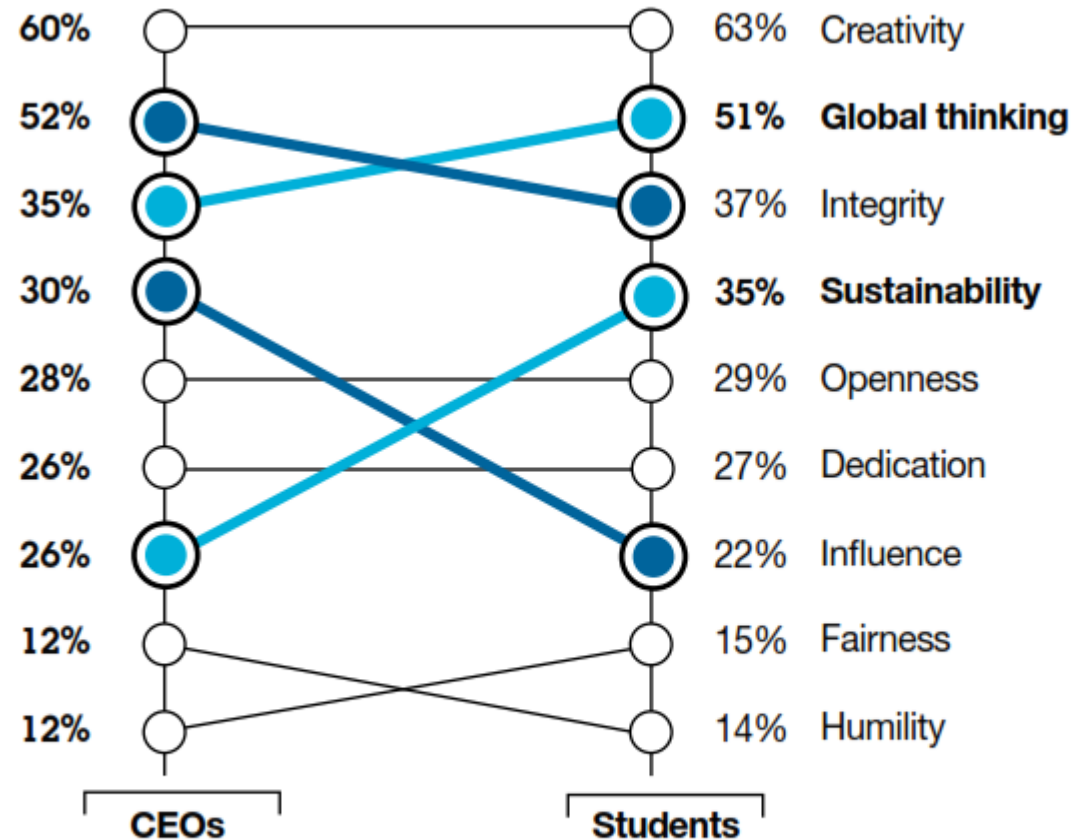 60% 63% Creativity
52% 51% Global thinking
35% 37% Integrity
30% 35% Sustainability
28% 29% Openness
26% 27% Dedication
26% 22% Influence
12% 15% Fairness
12% 14% Humility
CEOs Students